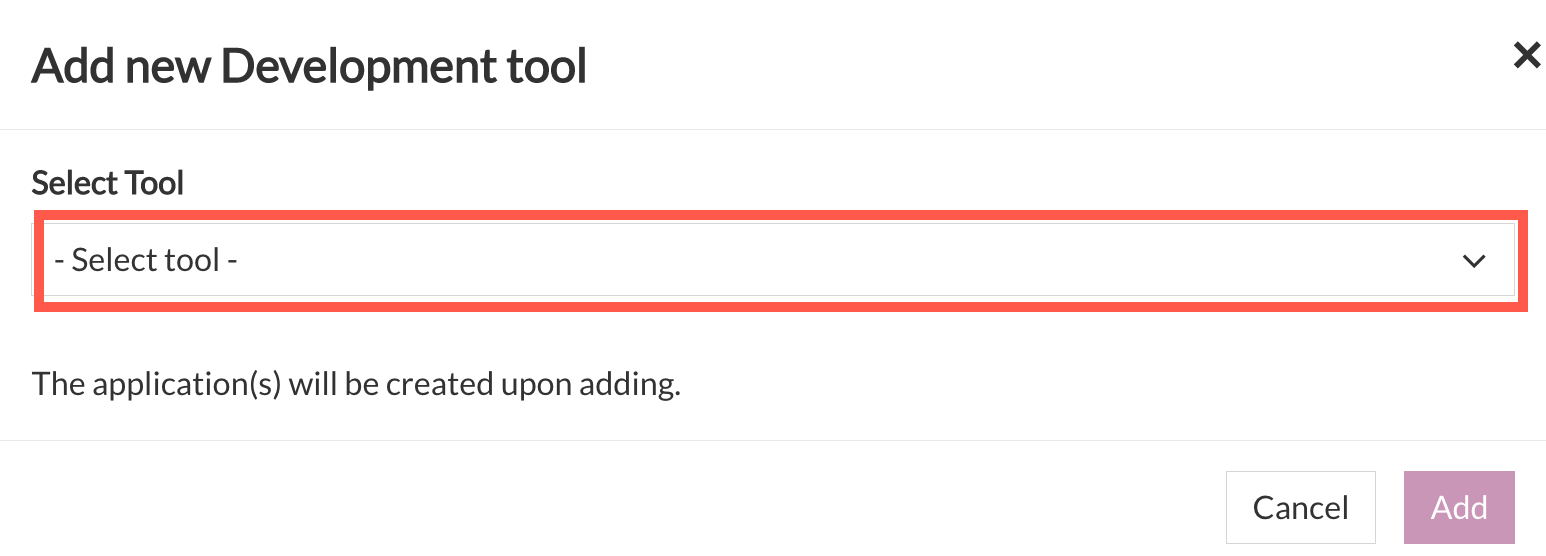 Add new Development tool
Select Tool
- Select tool -
The application(s) will be created upon adding.
Cancel
Add